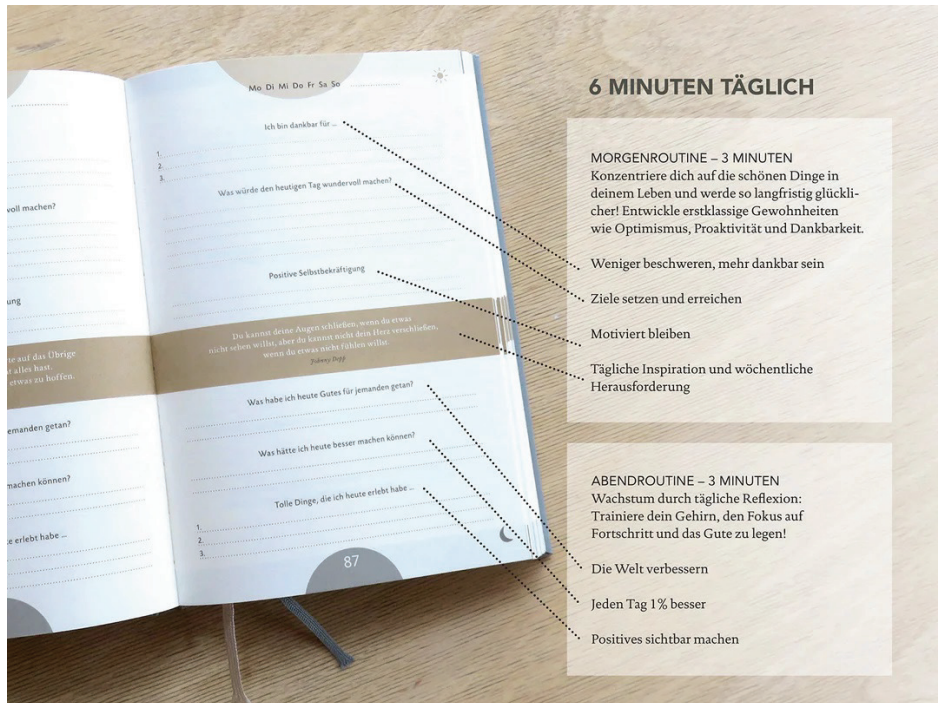 voll machen?
ung
te auf das Übrige
t alles hast.
etwas zu hoffen.
jemanden getan?
machen können?
te erlebt habe ...
Mo Di Mi Do Fr Sa So
Ich bin dankbar für ...
1.
2.
3.
Was würde den heutigen Tag wundervoll machen?
Positive Selbstbekräftigung
Du kannst deine Augen schließen, wenn du etwas
nicht sehen willst, aber du kannst nicht dein Herz verschließen,
wenn du etwas nicht fühlen willst.
Johnny Depp
Was habe ich heute Gutes für jemanden getan?
Was hätte ich heute besser machen können?
Tolle Dinge, die ich heute erlebt habe ...
1.
2.
3.
87
6 MINUTEN TÄGLICH
MORGENROUTINE – 3 MINUTEN
Konzentriere dich auf die schönen Dinge in
deinem Leben und werde so langfristig glückli-
cher! Entwickle erstklassige Gewohnheiten
wie Optimismus, Proaktivität und Dankbarkeit.
Weniger beschweren, mehr dankbar sein
Ziele setzen und erreichen
Motiviert bleiben
Tägliche Inspiration und wöchentliche
Herausforderung
ABENDROUTINE – 3 MINUTEN
Wachstum durch tägliche Reflexion:
Trainiere dein Gehirn, den Fokus auf
Fortschritt und das Gute zu legen!
Die Welt verbessern
Jeden Tag 1% besser
Positives sichtbar machen